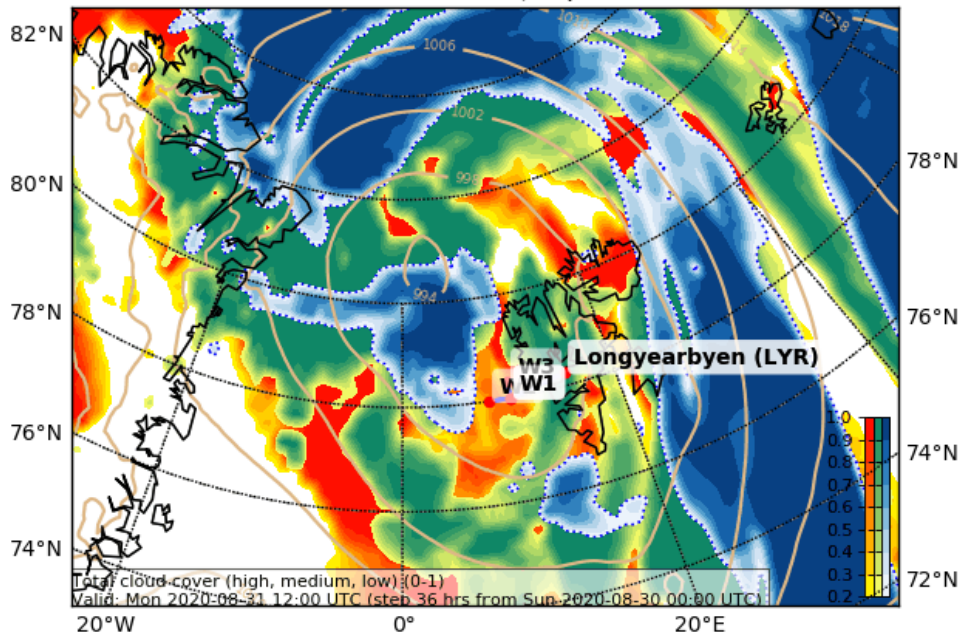 82°N
80°N
78°N
76°N
74°N
78°N
76°N
74°N
72°N
1006
1002
998
994
1018
W3
W
W1
Longyearbyen (LYR)
1.0
0.9
0.8
0.7
0.6
0.5
0.4
0.3
0.2
Total cloud cover (high, medium, low) (0-1)
Valid: Mon 2020-08-31 12:00 UTC (step 36 hrs from Sun 2020-08-30 00:00 UTC)
20°W
0°
20°E